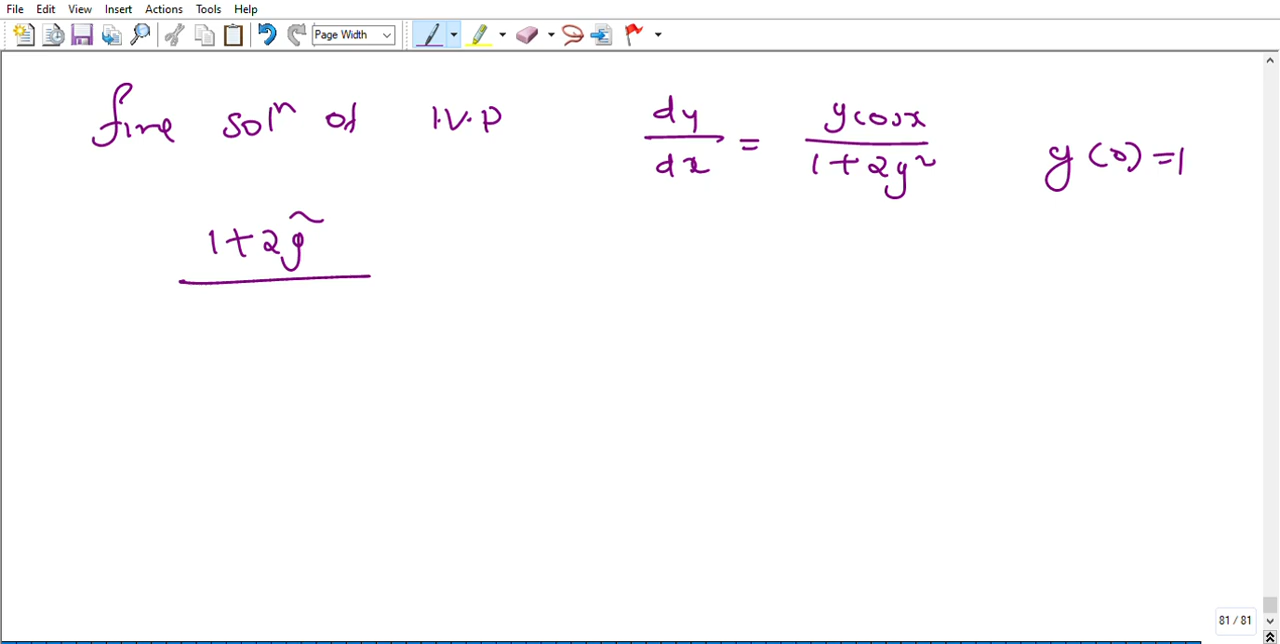 File Edit View Insert Actions Tools Help
Page Width
fine solⁿ of I.V.P dy/dx = ycosx/1+2y² y(0)=1
1+2y²
81 / 81